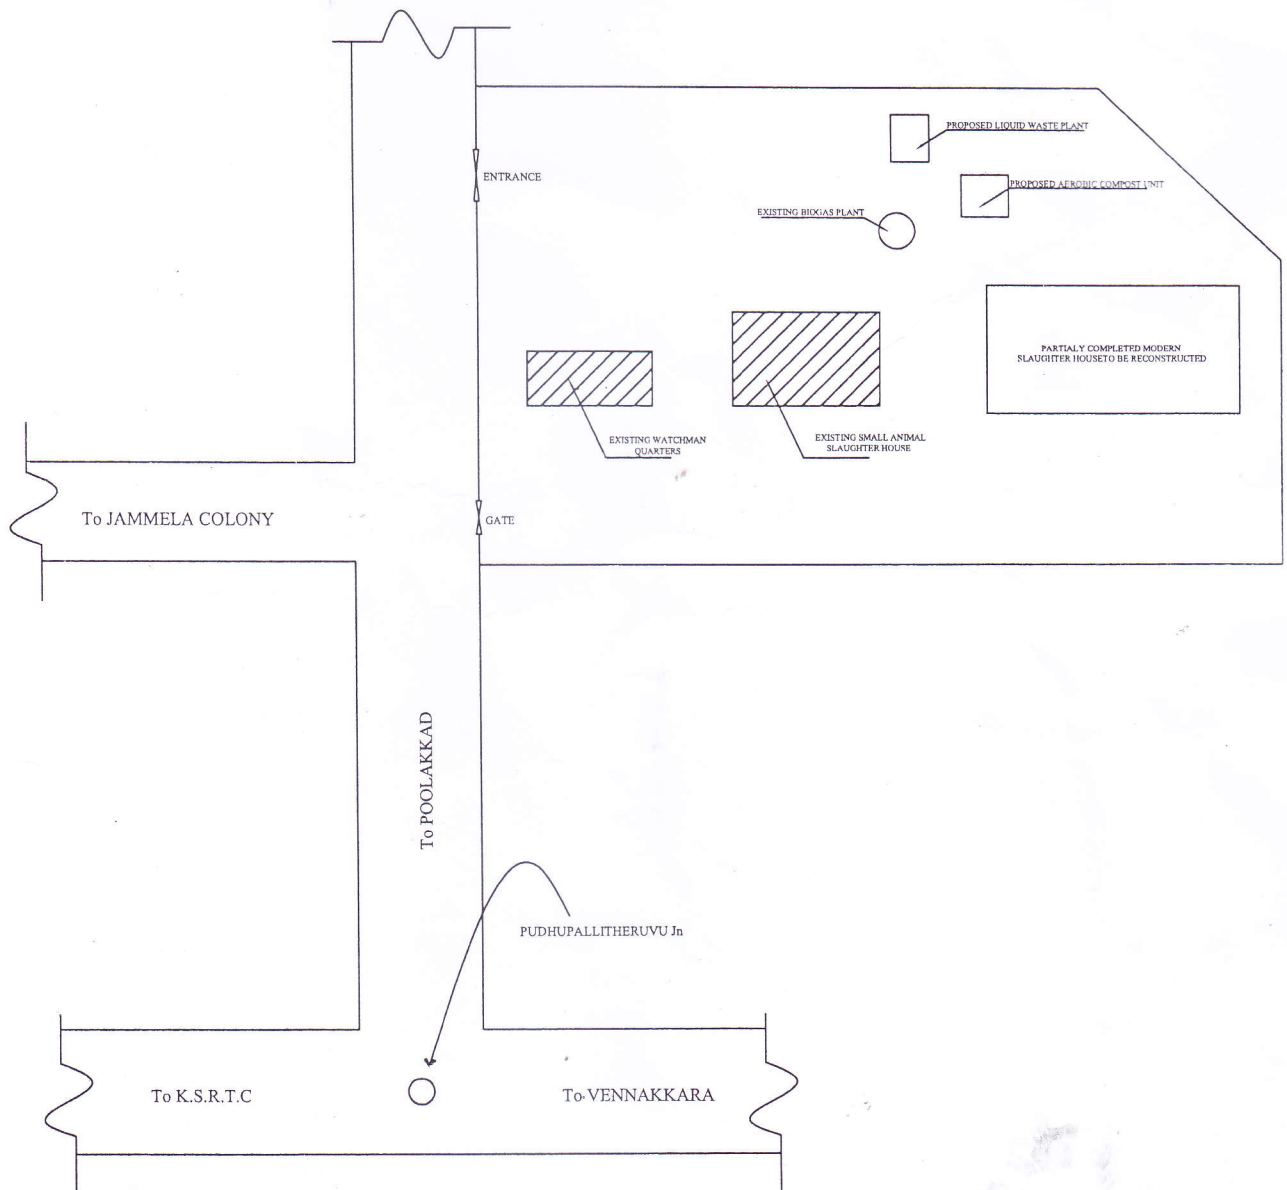 PROPOSED LIQUID WASTE PLANT
ENTRANCE
PROPOSED AEROBIC COMPOST UNIT
EXISTING BIOGAS PLANT
PARTIALY COMPLETED MODERN
SLAUGHTER HOUSETO BE RECONSTRUCTED
EXISTING WATCHMAN
QUARTERS
EXISTING SMALL ANIMAL
SLAUGHTER HOUSE
To JAMMELA COLONY
GATE
To POOLAKKAD
PUDHUPALLITHERUVU Jn
To K.S.R.T.C
To VENNAKKARA